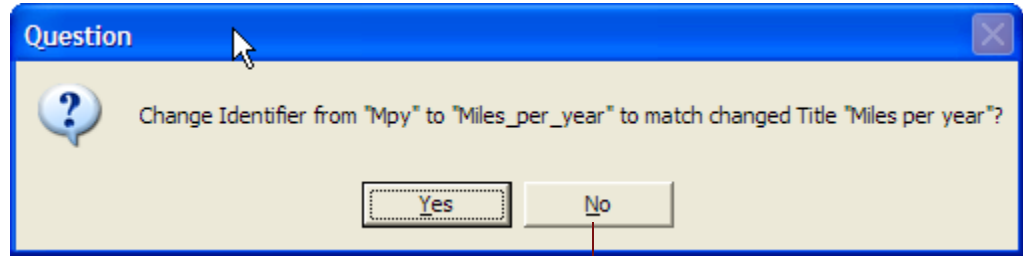 Question
Change Identifier from "Mpy" to "Miles_per_year" to match changed Title "Miles per year"?
Yes
No